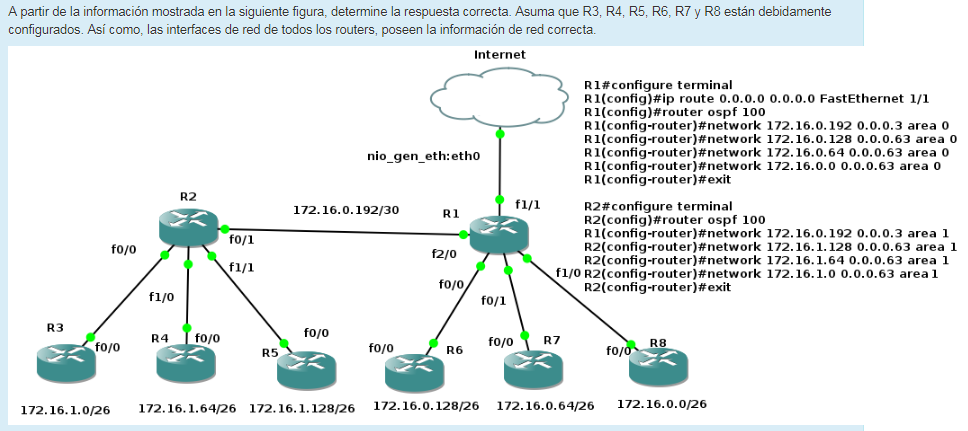 A partir de la información mostrada en la siguiente figura, determine la respuesta correcta. Asuma que R3, R4, R5, R6, R7 y R8 están debidamente
configurados. Así como, las interfaces de red de todos los routers, poseen la información de red correcta.
Internet
nio_gen_eth:eth0
R1#configure terminal
R1(config)#ip route 0.0.0.0 0.0.0.0 FastEthernet 1/1
R1(config)#router ospf 100
R1(config-router)#network 172.16.0.192 0.0.0.3 area 0
R1(config-router)#network 172.16.0.128 0.0.0.63 area 0
R1(config-router)#network 172.16.0.64 0.0.0.63 area 0
R1(config-router)#network 172.16.0.0 0.0.0.63 area 0
R1(config-router)#exit
R2#configure terminal
R2(config)#router ospf 100
R1(config-router)#network 172.16.0.192 0.0.0.3 area 1
R2(config-router)#network 172.16.1.128 0.0.0.63 area 1
R2(config-router)#network 172.16.1.64 0.0.0.63 area 1
R2(config-router)#network 172.16.1.0 0.0.0.63 area 1
R2(config-router)#exit
R2
172.16.0.192/30
R1
f1/1
f0/0
f0/1
f2/0
f1/1
f1/0
f0/0
f0/1
f1/0
R3
f0/0
R4
f0/0
R5
f0/0
f0/0
R6
f0/0
R7
f0/0
R8
172.16.1.0/26
172.16.1.64/26
172.16.1.128/26
172.16.0.128/26
172.16.0.64/26
172.16.0.0/26